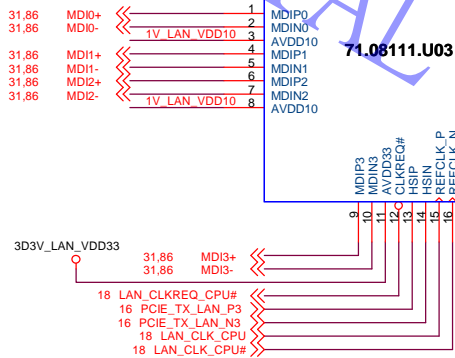 31,86 MDI0+ 1 MDIP0
31,86 MDI0- 2 MDIN0
1V_LAN_VDD10 3 AVDD10
31,86 MDI1+ 4 MDIP1
31,86 MDI1- 5 MDIN1
31,86 MDI2+ 6 MDIP2
31,86 MDI2- 7 MDIN2
1V_LAN_VDD10 8 AVDD10
71.08111.U03
MDIP3
MDIN3
AVDD33
CLKREQ#
HSIP
HSIN
REFCLK_P
REFCLK_N
9 10 11 12 13 14 15 16
3D3V_LAN_VDD33
31,86 MDI3+
31,86 MDI3-
18 LAN_CLKREQ_CPU#
16 PCIE_TX_LAN_P3
16 PCIE_TX_LAN_N3
18 LAN_CLK_CPU
18 LAN_CLK_CPU#